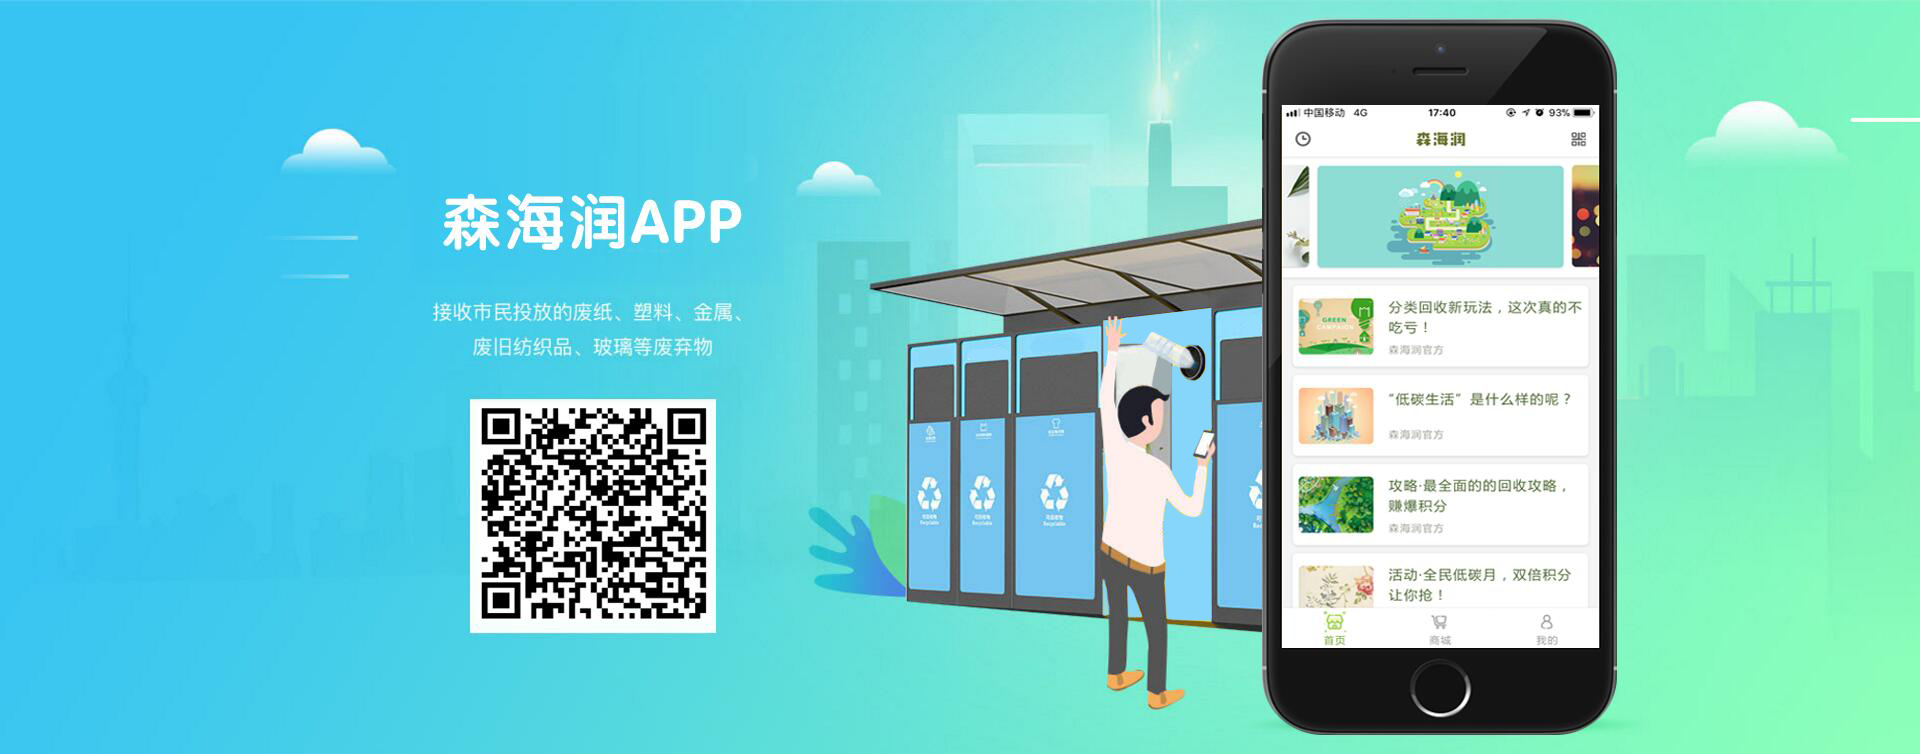 森海润APP
接收市民投放的废纸、塑料、金属、
废旧纺织品、玻璃等废弃物
Recyclable
Recyclable
Recyclable
中国移动 4G 17:40 93%
森海润
GREEN
CAMPAION
分类回收新玩法，这次真的不
吃亏！
森海润官方
“低碳生活”是什么样的呢？
森海润官方
攻略·最全面的的回收攻略，
赚爆积分
森海润官方
活动·全民低碳月，双倍积分
让你抢！
首页 商城 我的